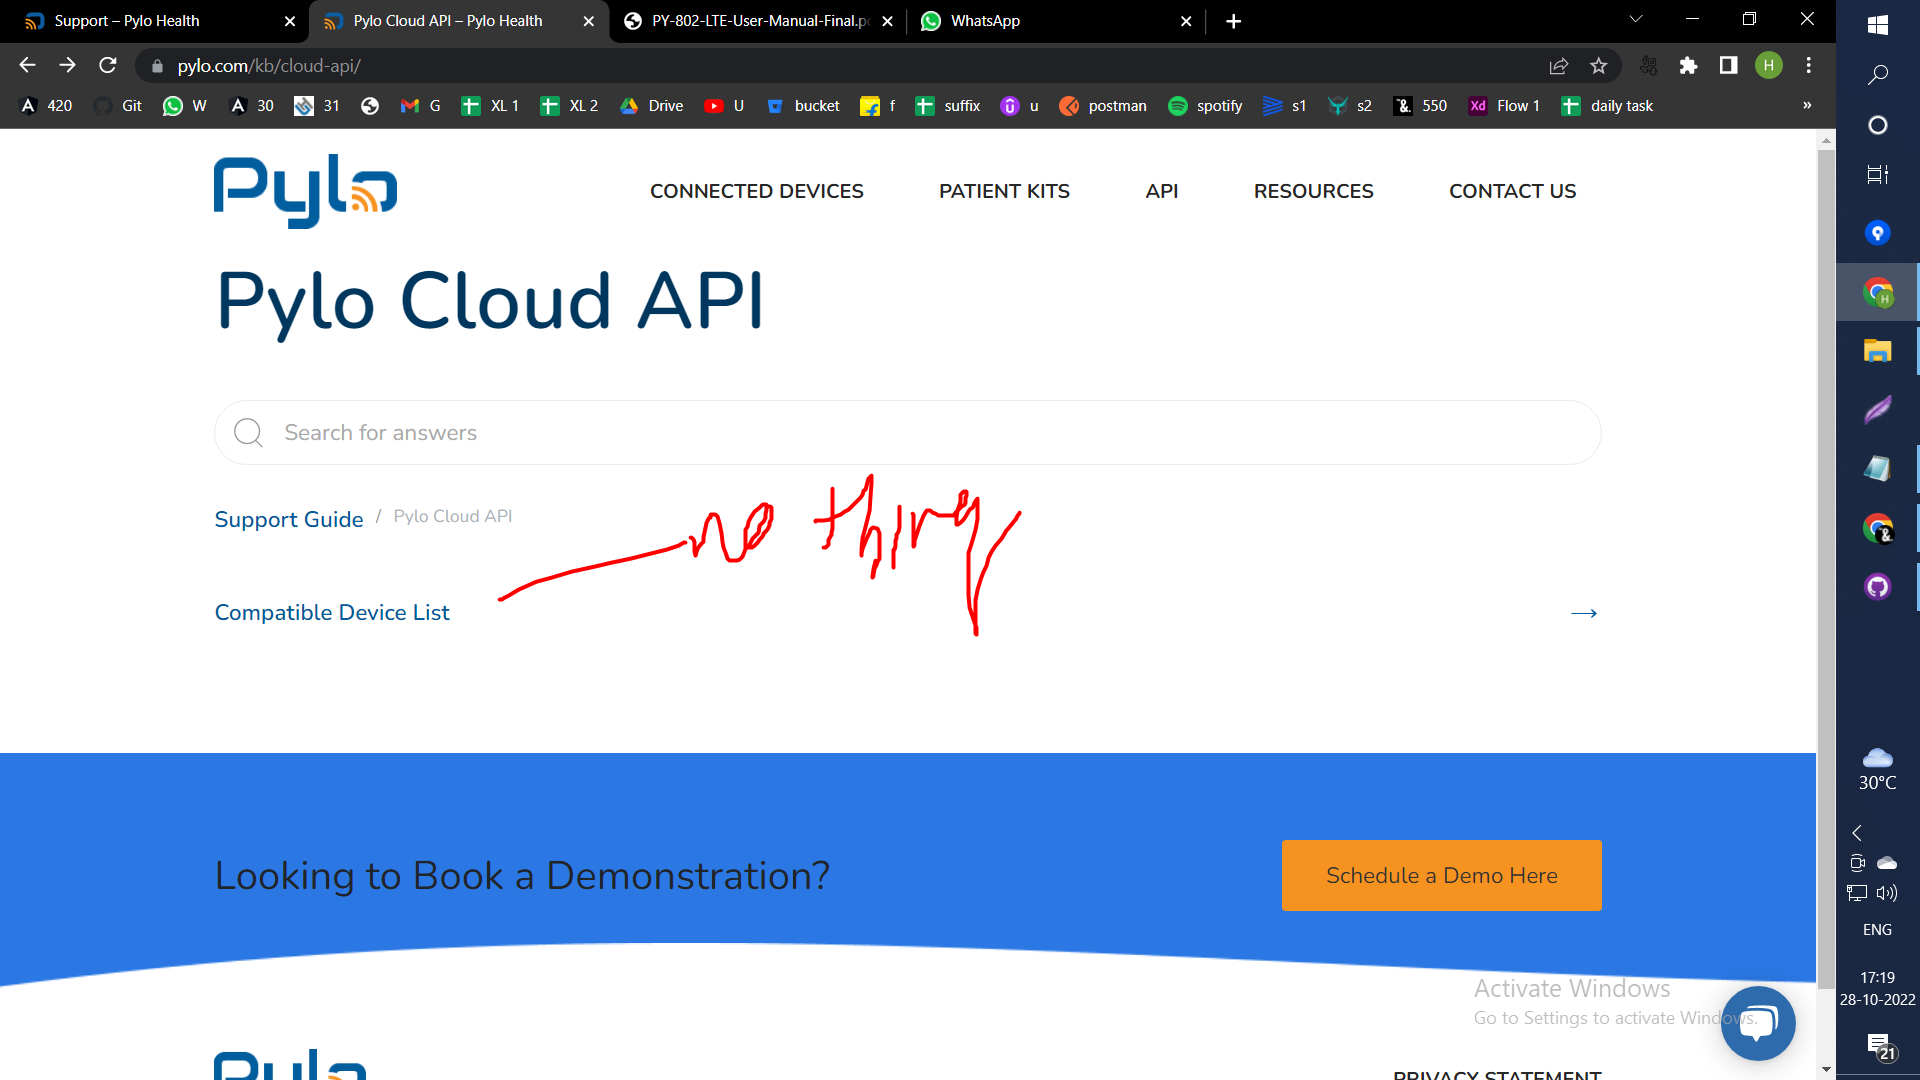 Support – Pylo Health
Pylo Cloud API – Pylo Health
PY-802-LTE-User-Manual-Final.p
WhatsApp
pylo.com/kb/cloud-api/
H
420 Git W 30 31 G XL 1 XL 2 Drive U bucket f suffix u postman spotify s1 s2 550 Flow 1 daily task »
Pylo
CONNECTED DEVICES PATIENT KITS API RESOURCES CONTACT US
Pylo Cloud API
Search for answers
Support Guide / Pylo Cloud API
no thing
Compatible Device List →
Looking to Book a Demonstration?
Schedule a Demo Here
Activate Windows
Go to Settings to activate Windows.
Pylo
PRIVACY STATEMENT
30°C
ENG
17:19
28-10-2022
21